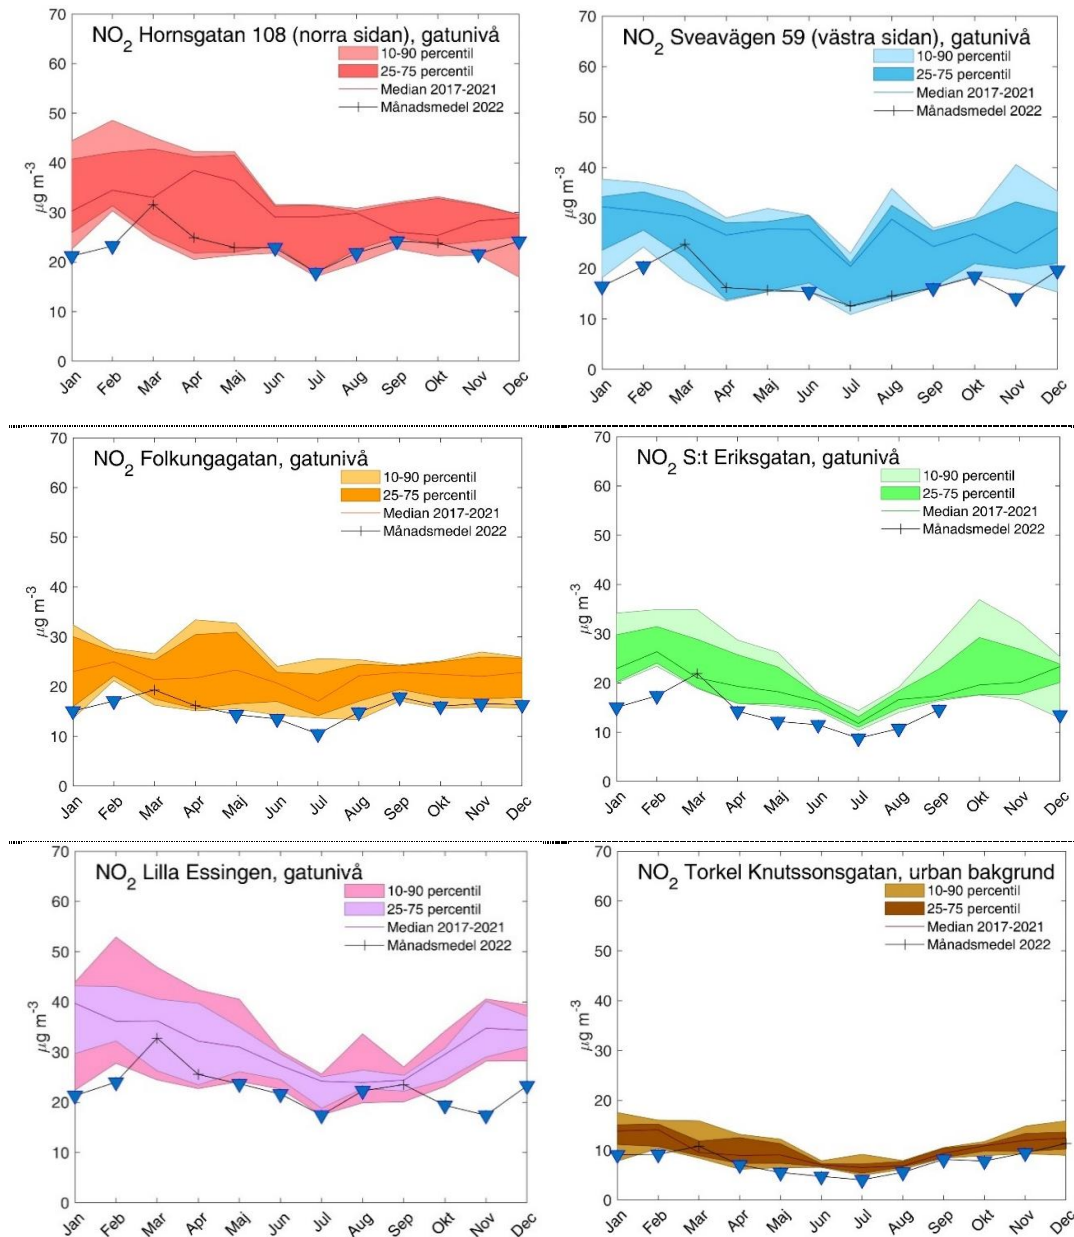 NO2 Hornsgatan 108 (norra sidan), gatunivå
10-90 percentil
25-75 percentil
Median 2017-2021
Månadsmedel 2022
70
60
50
40
30
20
10
0
μg m-3
Jan Feb Mar Apr Maj Jun Jul Aug Sep Okt Nov Dec
NO2 Sveavägen 59 (västra sidan), gatunivå
10-90 percentil
25-75 percentil
Median 2017-2021
Månadsmedel 2022
70
60
50
40
30
20
10
0
μg m-3
Jan Feb Mar Apr Maj Jun Jul Aug Sep Okt Nov Dec
NO2 Folkungagatan, gatunivå
10-90 percentil
25-75 percentil
Median 2017-2021
Månadsmedel 2022
70
60
50
40
30
20
10
0
μg m-3
Jan Feb Mar Apr Maj Jun Jul Aug Sep Okt Nov Dec
NO2 S:t Eriksgatan, gatunivå
10-90 percentil
25-75 percentil
Median 2017-2021
Månadsmedel 2022
70
60
50
40
30
20
10
0
μg m-3
Jan Feb Mar Apr Maj Jun Jul Aug Sep Okt Nov Dec
NO2 Lilla Essingen, gatunivå
10-90 percentil
25-75 percentil
Median 2017-2021
Månadsmedel 2022
70
60
50
40
30
20
10
0
μg m-3
Jan Feb Mar Apr Maj Jun Jul Aug Sep Okt Nov Dec
NO2 Torkel Knutssonsgatan, urban bakgrund
10-90 percentil
25-75 percentil
Median 2017-2021
Månadsmedel 2022
70
60
50
40
30
20
10
0
μg m-3
Jan Feb Mar Apr Maj Jun Jul Aug Sep Okt Nov Dec